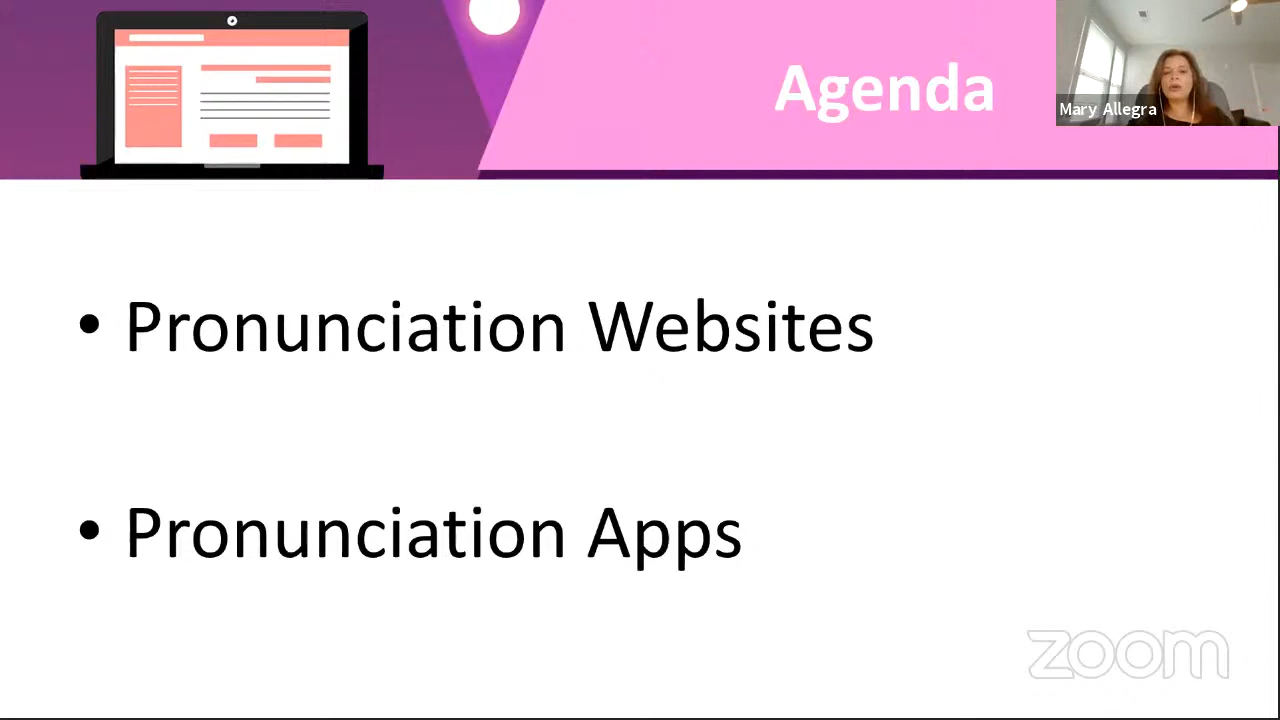 Agenda
Mary Allegra
• Pronunciation Websites
• Pronunciation Apps
zoom